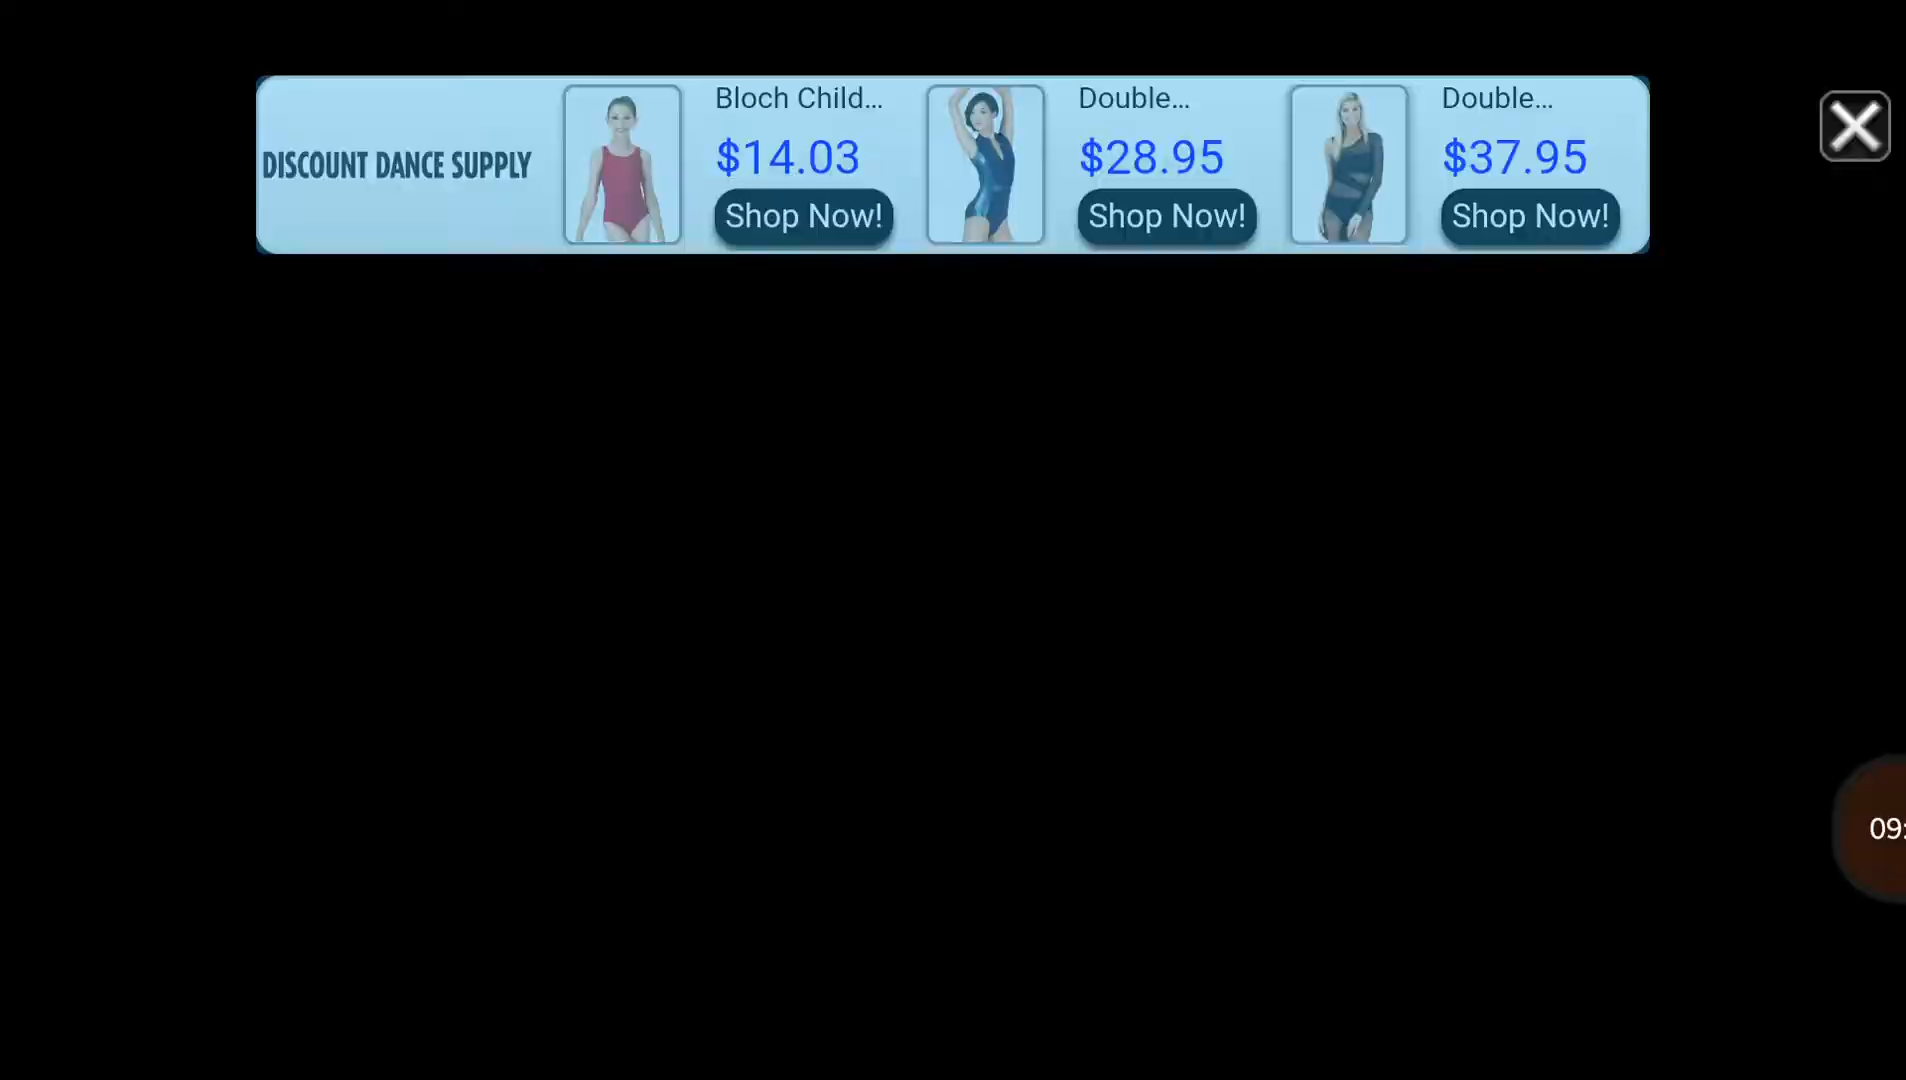 DISCOUNT DANCE SUPPLY
Bloch Child...
$14.03
Shop Now!
Double...
$28.95
Shop Now!
Double...
$37.95
Shop Now!
09: